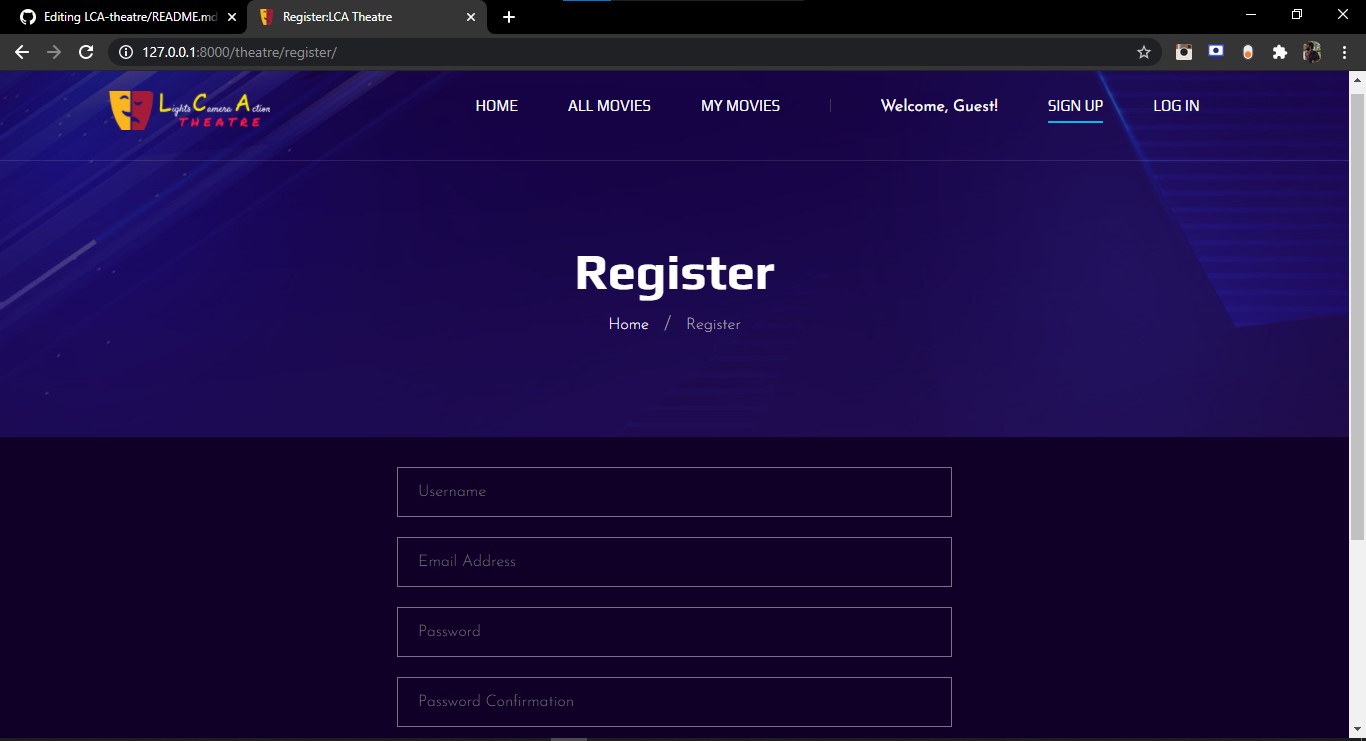 Editing LCA-theatre/README.md
Register:LCA Theatre
127.0.0.1:8000/theatre/register/
Lights Camera Action
THEATRE
HOME ALL MOVIES MY MOVIES Welcome, Guest! SIGN UP LOG IN
Register
Home / Register
Username
Email Address
Password
Password Confirmation